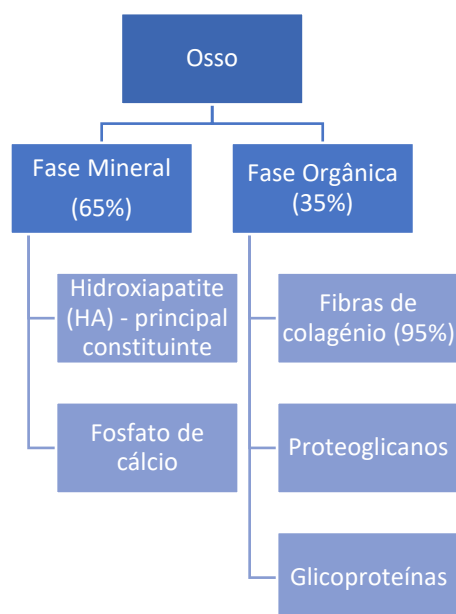 Osso
Fase Mineral
(65%)
Hidroxiapatite
(HA) - principal
constituinte
Fosfato de
cálcio
Fase Orgânica
(35%)
Fibras de
colagénio (95%)
Proteoglicanos
Glicoproteínas